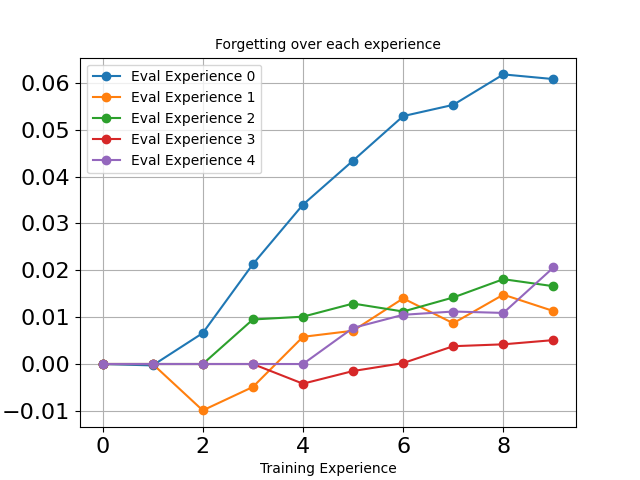 Forgetting over each experience
Eval Experience 0
Eval Experience 1
Eval Experience 2
Eval Experience 3
Eval Experience 4
0.06
0.05
0.04
0.03
0.02
0.01
0.00
−0.01
0 2 4 6 8
Training Experience